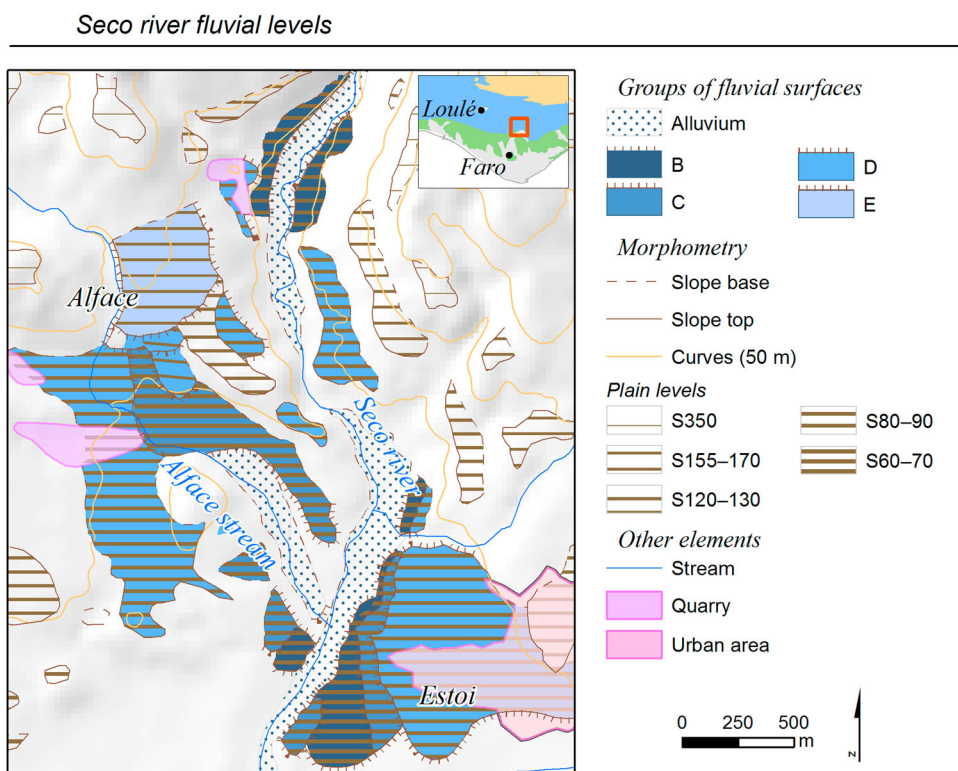 Seco river fluvial levels
Loulé
Faro
Alface
Seco river
Alface stream
Estoi
Groups of fluvial surfaces
Alluvium
B
D
C
E
Morphometry
Slope base
Slope top
Curves (50 m)
Plain levels
S350
S80–90
S155–170
S60–70
S120–130
Other elements
Stream
Quarry
Urban area
0 250 500
m
N